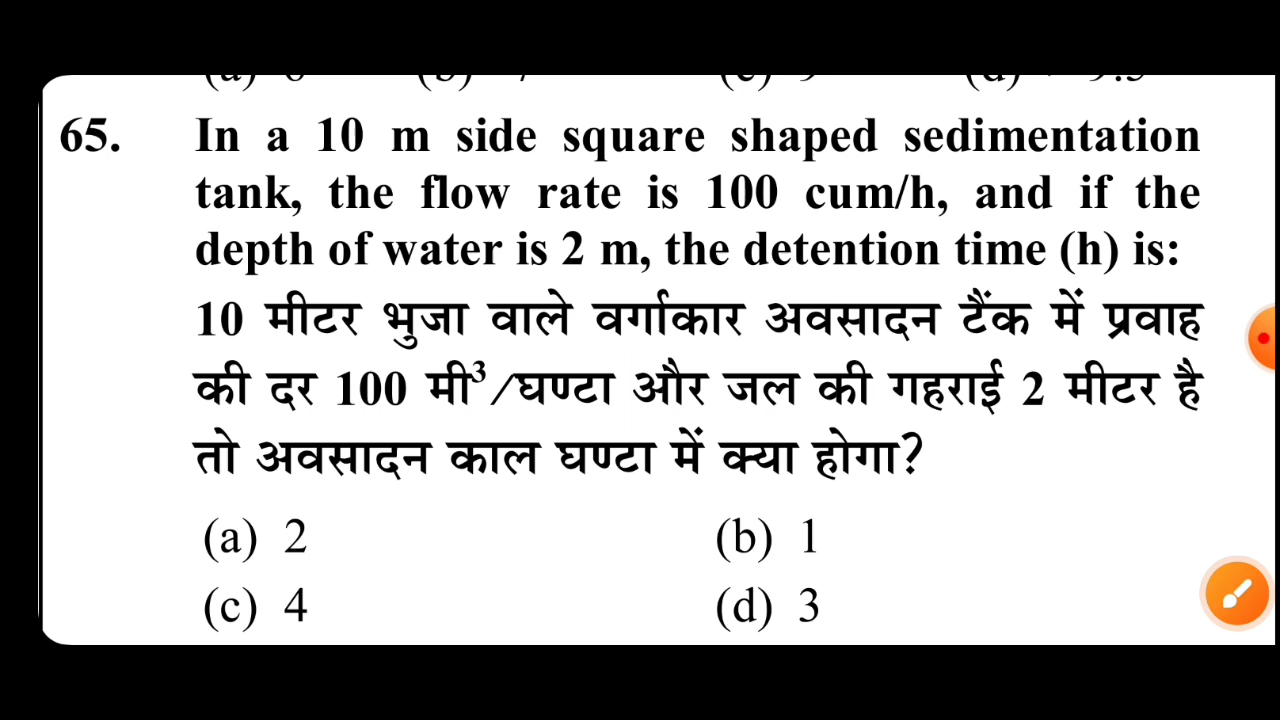 65. In a 10 m side square shaped sedimentation
tank, the flow rate is 100 cum/h, and if the
depth of water is 2 m, the detention time (h) is:
10 मीटर भुजा वाले वर्गाकार अवसादन टैंक में प्रवाह
की दर 100 मी³/घण्टा और जल की गहराई 2 मीटर है
तो अवसादन काल घण्टा में क्या होगा?
(a) 2 (b) 1
(c) 4 (d) 3